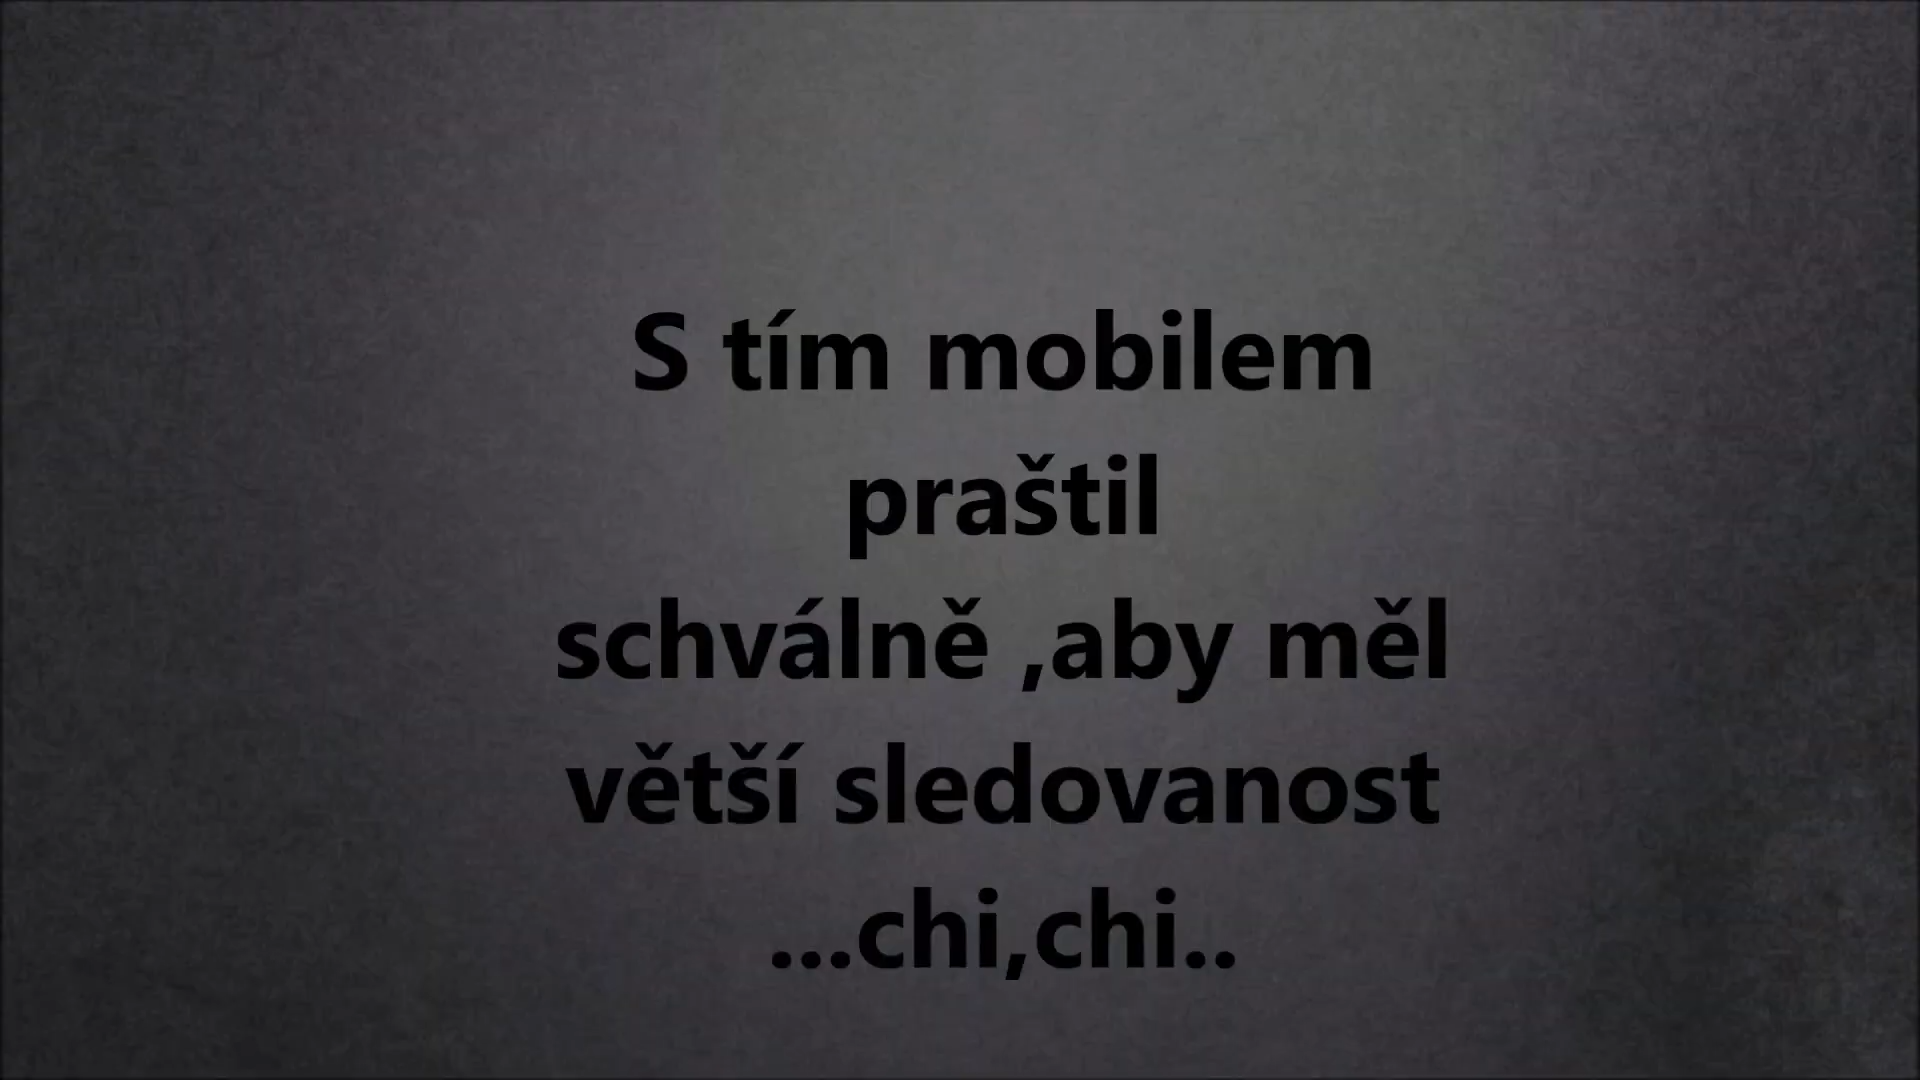 S tím mobilem
praštil
schválně ,aby měl
větší sledovanost
...chi,chi..